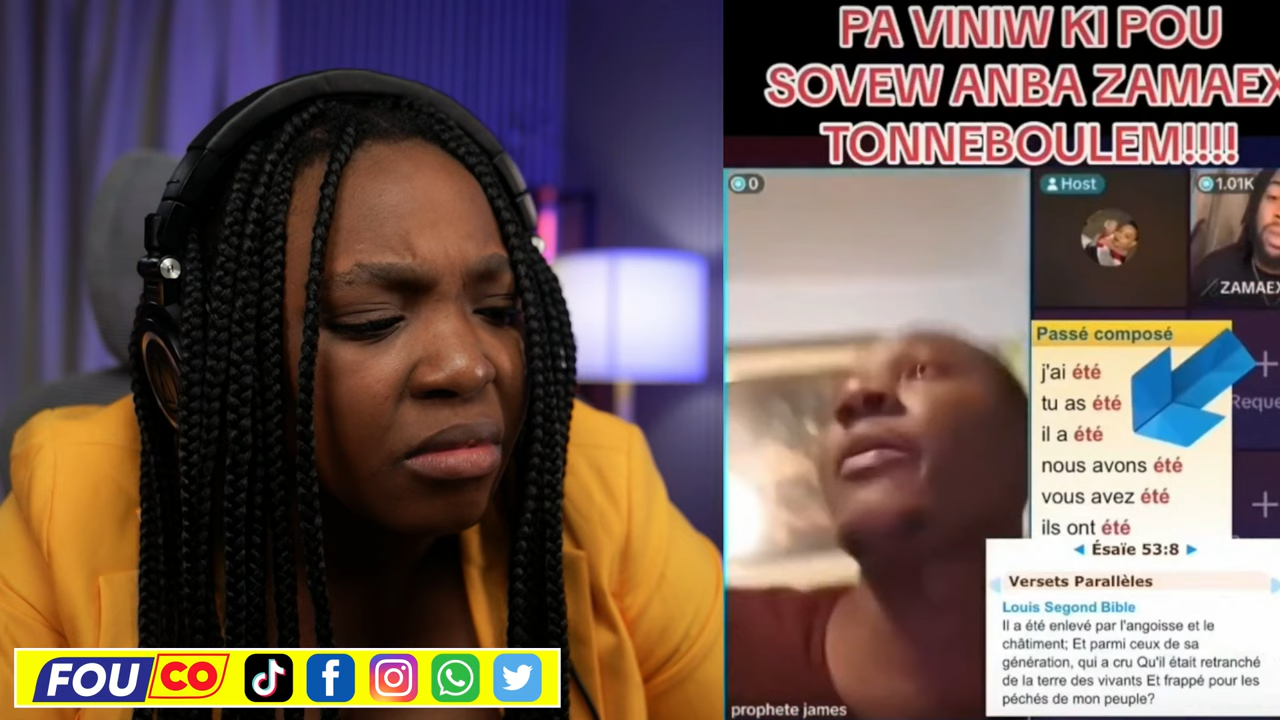 PA VINIW KI POU
SOVEW ANBA ZAMAEX
TONNEBOULEM!!!!
0
Host
1.01K
ZAMAEX
Passé composé
j'ai été
tu as été
il a été
nous avons été
vous avez été
ils ont été
Reque
Ésaïe 53:8
Versets Parallèles
Louis Segond Bible
Il a été enlevé par l'angoisse et le
châtiment; Et parmi ceux de sa
génération, qui a cru Qu'il était retranché
de la terre des vivants Et frappé pour les
péchés de mon peuple?
prophete james
FOUCO